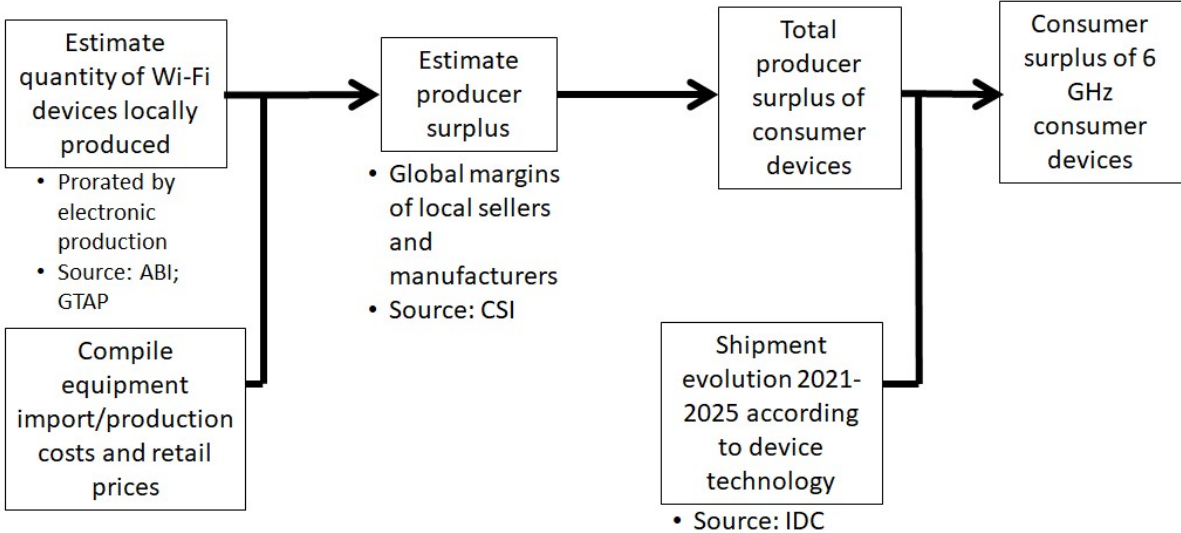 Estimate
quantity of Wi-Fi
devices locally
produced
• Prorated by
electronic
production
• Source: ABI;
GTAP
Compile
equipment
import/production
costs and retail
prices
Estimate
producer
surplus
• Global margins
of local sellers
and
manufacturers
• Source: CSI
Total
producer
surplus of
consumer
devices
Shipment
evolution 2021-
2025 according
to device
technology
• Source: IDC
Consumer
surplus of 6
GHz
consumer
devices